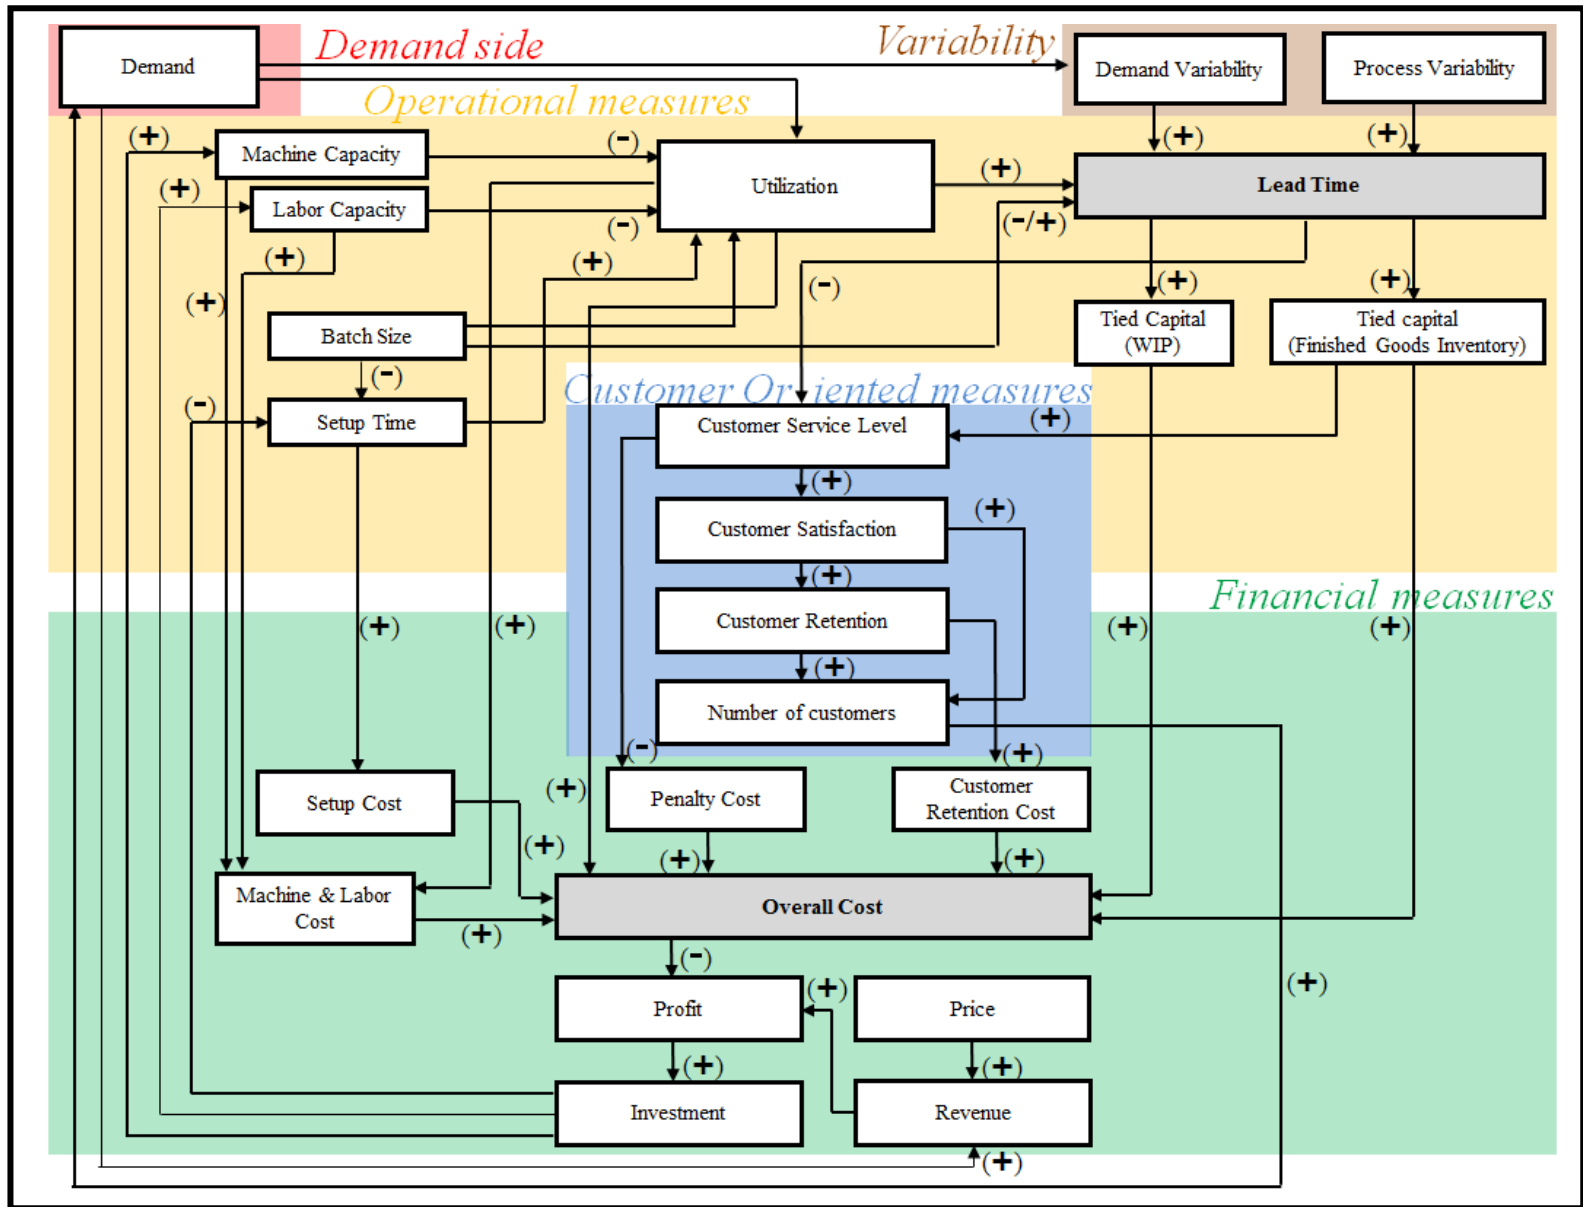 Demand side
Variability
Demand
Demand Variability
Process Variability
Operational measures
(+)
Machine Capacity
(-)
(+)
(+)
Utilization
(+)
Lead Time
(+)
Labor Capacity
(-)
(-/+)
(+)
(+)
(-)
(+)
(+)
(+)
Batch Size
Tied Capital
(WIP)
Tied capital
(Finished Goods Inventory)
(-)
Customer Oriented measures
(-)
Setup Time
Customer Service Level
(+)
(+)
Customer Satisfaction
(+)
(+)
Financial measures
(+)
(+)
Customer Retention
(+)
(+)
(+)
Number of customers
(-)
(+)
Setup Cost
(+)
Penalty Cost
Customer
Retention Cost
(+)
(+)
(+)
Machine & Labor
Cost
(+)
Overall Cost
(-)
(+)
(+)
Profit
Price
(+)
(+)
Investment
Revenue
(+)